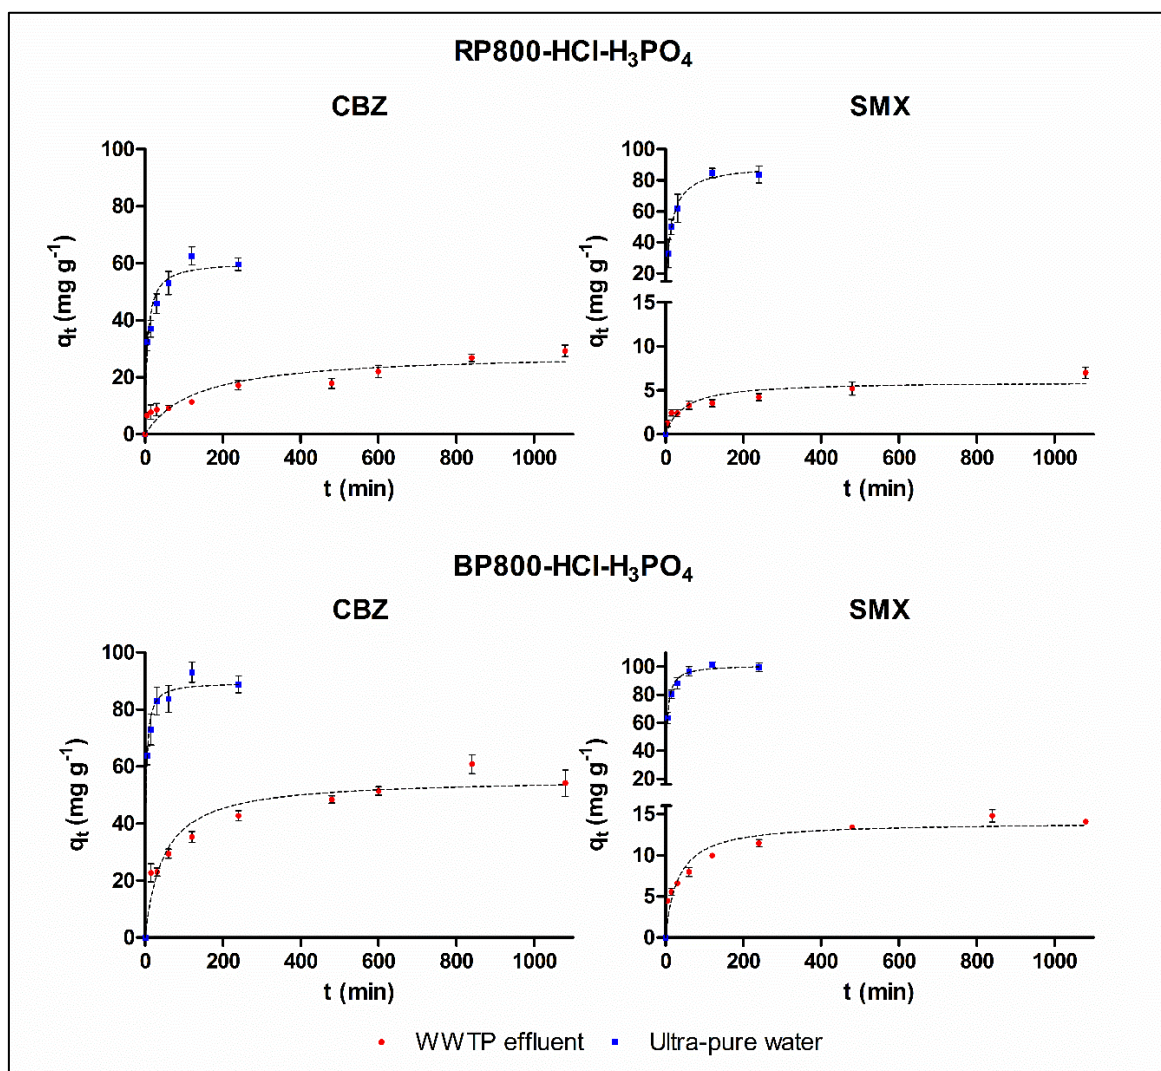 RP800-HCl-H₃PO₄
CBZ
SMX
qt (mg g⁻¹)
100
80
60
40
20
0
0 200 400 600 800 1000
t (min)
qt (mg g⁻¹)
100
80
60
40
20
15
10
5
0
0 200 400 600 800 1000
t (min)
BP800-HCl-H₃PO₄
CBZ
SMX
qt (mg g⁻¹)
100
80
60
40
20
0
0 200 400 600 800 1000
t (min)
qt (mg g⁻¹)
100
80
60
40
20
15
10
5
0
0 200 400 600 800 1000
t (min)
WWTP effluent Ultra-pure water